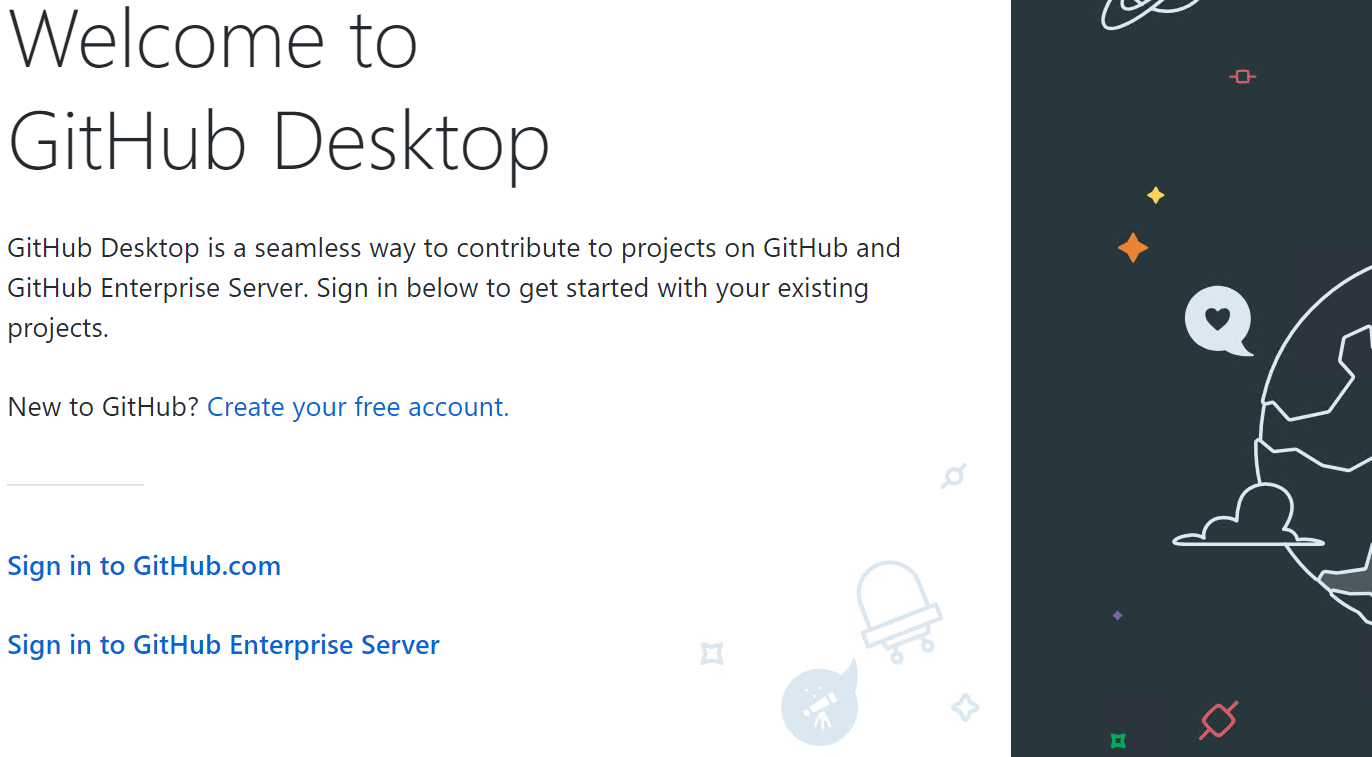 Welcome to
GitHub Desktop
GitHub Desktop is a seamless way to contribute to projects on GitHub and
GitHub Enterprise Server. Sign in below to get started with your existing
projects.
New to GitHub? Create your free account.
Sign in to GitHub.com
Sign in to GitHub Enterprise Server